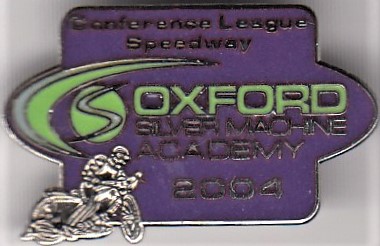 Conference League
Speedway
OXFORD
SILVER MACHINE
ACADEMY
2004